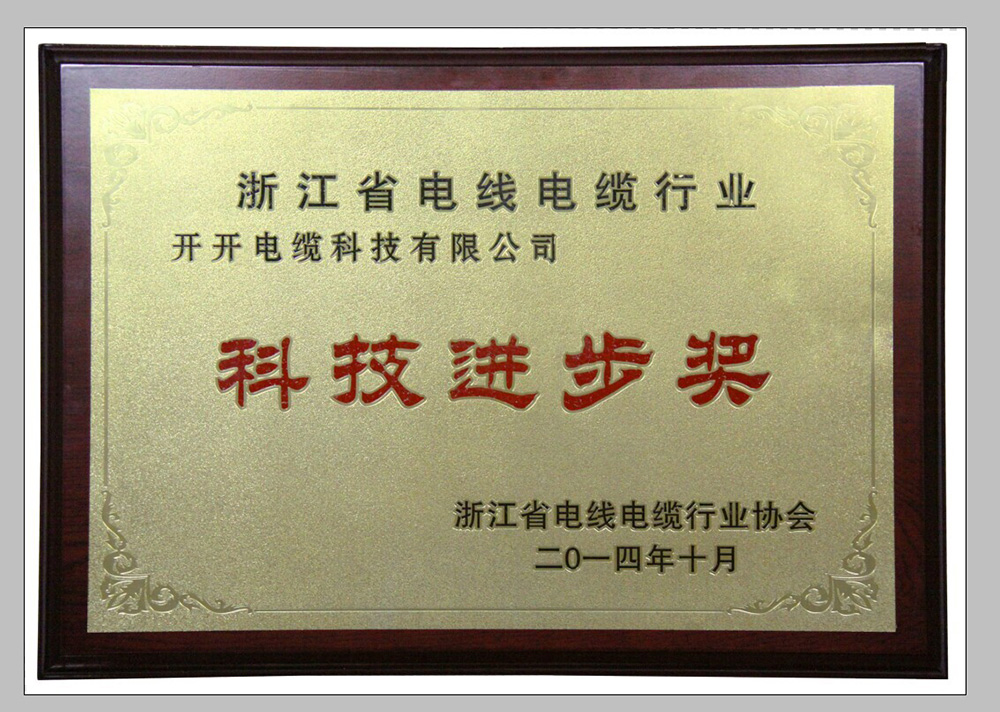 浙江省电线电缆行业
开开电缆科技有限公司
科技进步奖
浙江省电线电缆行业协会
二0一四年十月